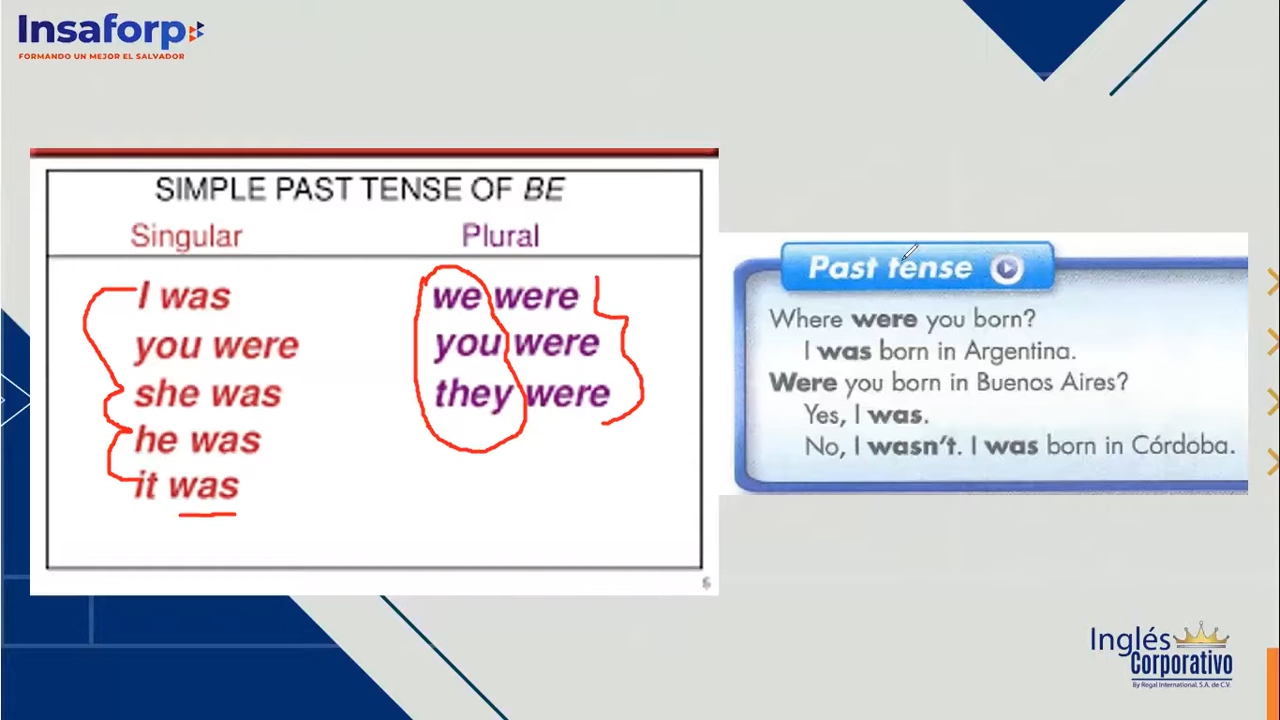 Insaforp
FORMANDO UN MEJOR EL SALVADOR
SIMPLE PAST TENSE OF BE
Singular Plural
I was we were
you were you were
she was they were
he was
it was
6
Past tense
Where were you born?
I was born in Argentina.
Were you born in Buenos Aires?
Yes, I was.
No, I wasn't. I was born in Córdoba.
Inglés
Corporativo
By Regal International, S.A. de C.V.